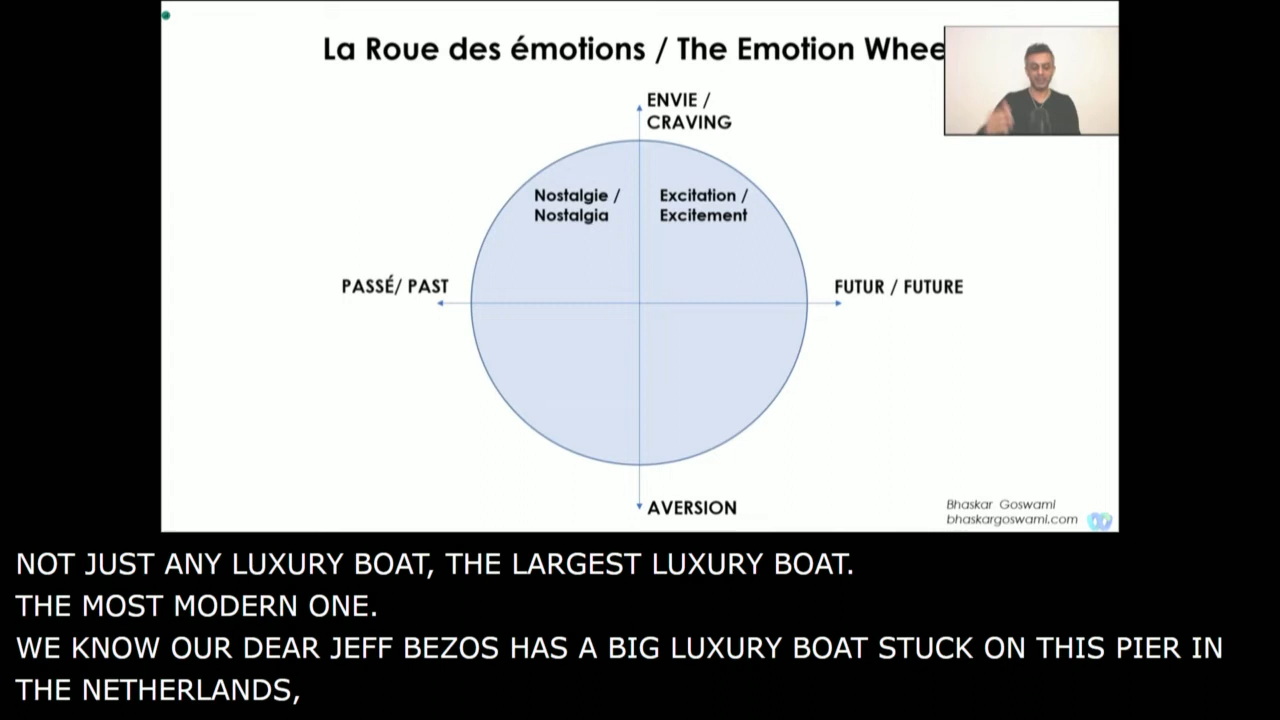 La Roue des émotions / The Emotion Whee
ENVIE /
CRAVING
Nostalgie /
Nostalgia
Excitation /
Excitement
PASSÉ/ PAST
FUTUR / FUTURE
AVERSION
Bhaskar Goswami
bhaskargoswami.com
NOT JUST ANY LUXURY BOAT, THE LARGEST LUXURY BOAT.
THE MOST MODERN ONE.
WE KNOW OUR DEAR JEFF BEZOS HAS A BIG LUXURY BOAT STUCK ON THIS PIER IN
THE NETHERLANDS,